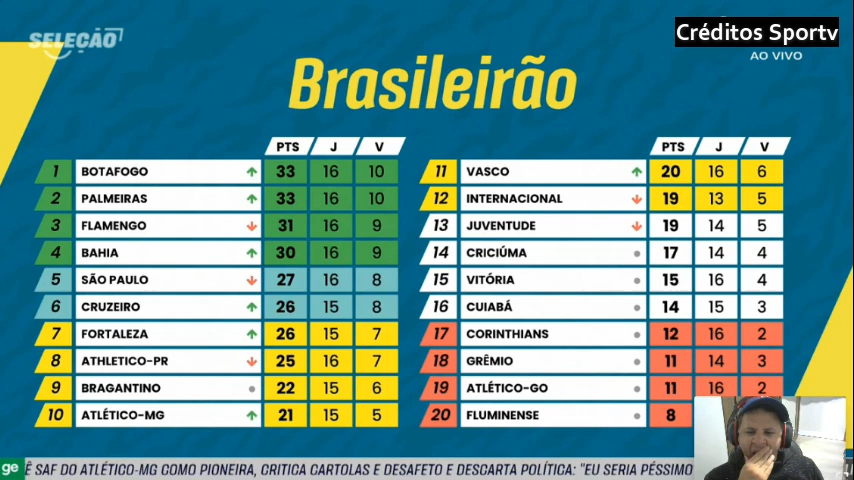 SELEÇÃO
Créditos Sportv
AO VIVO
Brasileirão
PTS J V
1 BOTAFOGO 33 16 10
2 PALMEIRAS 33 16 10
3 FLAMENGO 31 16 9
4 BAHIA 30 16 9
5 SÃO PAULO 27 16 8
6 CRUZEIRO 26 15 8
7 FORTALEZA 26 15 7
8 ATHLETICO-PR 25 16 7
9 BRAGANTINO 22 15 6
10 ATLÉTICO-MG 21 15 5
PTS J V
11 VASCO 20 16 6
12 INTERNACIONAL 19 13 5
13 JUVENTUDE 19 14 5
14 CRICIÚMA 17 14 4
15 VITÓRIA 15 16 4
16 CUIABÁ 14 15 3
17 CORINTHIANS 12 16 2
18 GRÊMIO 11 14 3
19 ATLÉTICO-GO 11 16 2
20 FLUMINENSE 8
ge Ê SAF DO ATLÉTICO-MG COMO PIONEIRA, CRITICA CARTOLAS E DESAFETO E DESCARTA POLÍTICA: "EU SERIA PÉSSIMO